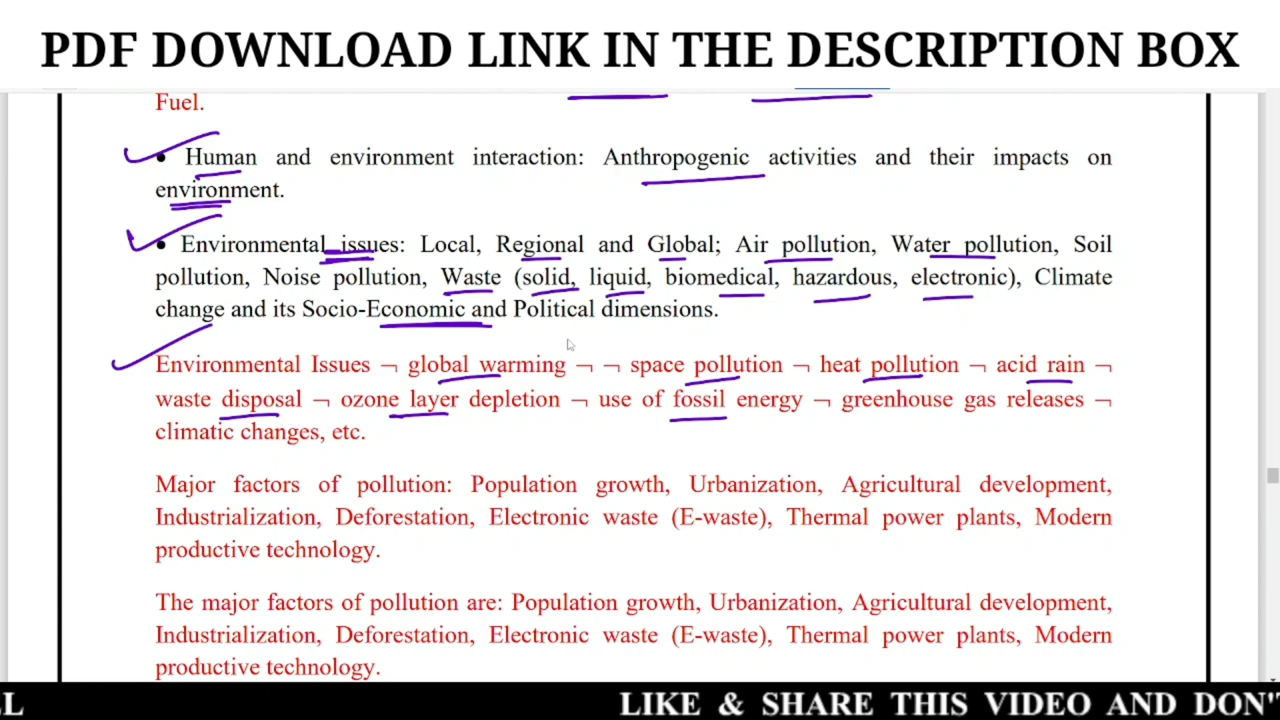 PDF DOWNLOAD LINK IN THE DESCRIPTION BOX
Fuel.
• Human and environment interaction: Anthropogenic activities and their impacts on
environment.
• Environmental issues: Local, Regional and Global; Air pollution, Water pollution, Soil
pollution, Noise pollution, Waste (solid, liquid, biomedical, hazardous, electronic), Climate
change and its Socio-Economic and Political dimensions.
Environmental Issues ¬ global warming ¬ ¬ space pollution ¬ heat pollution ¬ acid rain ¬
waste disposal ¬ ozone layer depletion ¬ use of fossil energy ¬ greenhouse gas releases ¬
climatic changes, etc.
Major factors of pollution: Population growth, Urbanization, Agricultural development,
Industrialization, Deforestation, Electronic waste (E-waste), Thermal power plants, Modern
productive technology.
The major factors of pollution are: Population growth, Urbanization, Agricultural development,
Industrialization, Deforestation, Electronic waste (E-waste), Thermal power plants, Modern
productive technology.
LL LIKE & SHARE THIS VIDEO AND DON"